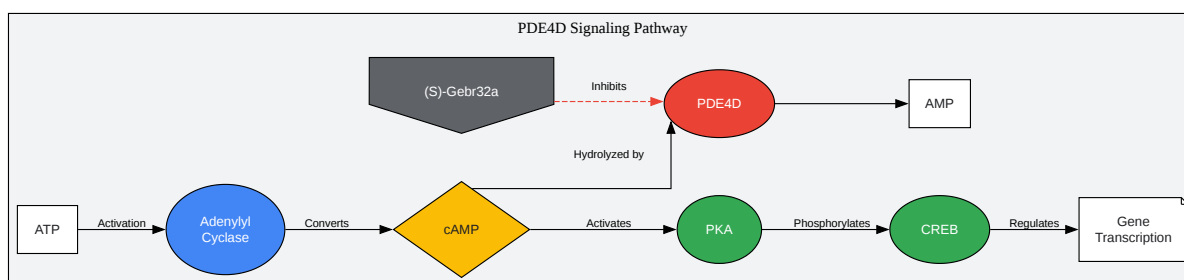 PDE4D Signaling Pathway
(S)-Gebr32a
Inhibits
PDE4D
AMP
Hydrolyzed by
ATP
Activation
Adenylyl
Cyclase
Converts
cAMP
Activates
PKA
Phosphorylates
CREB
Regulates
Gene
Transcription